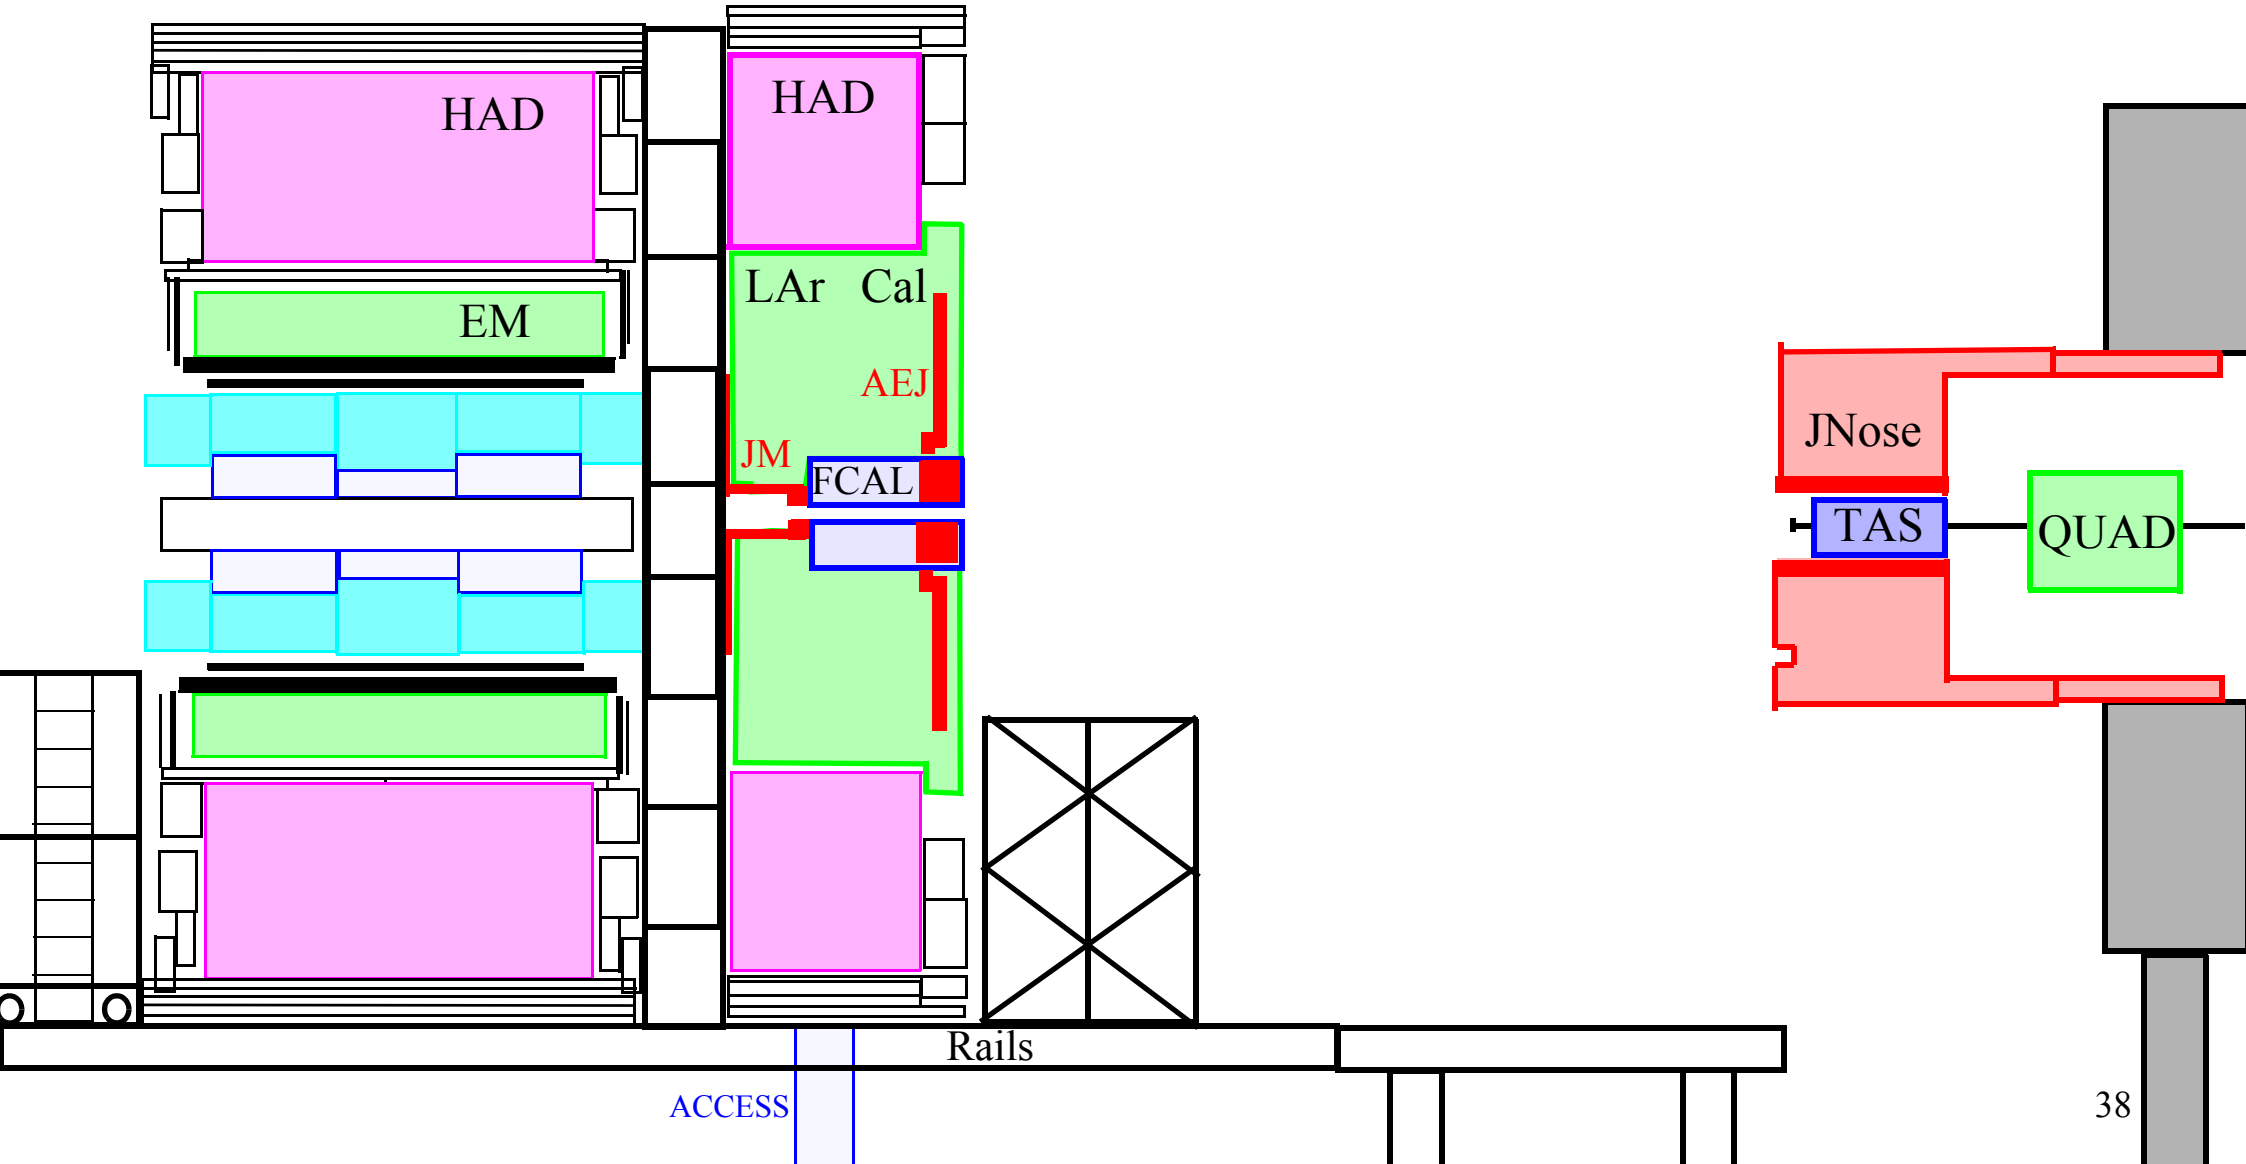 HAD
HAD
LAr Cal
EM
AEJ
JM
FCAL
JNose
TAS
QUAD
Rails
ACCESS
38